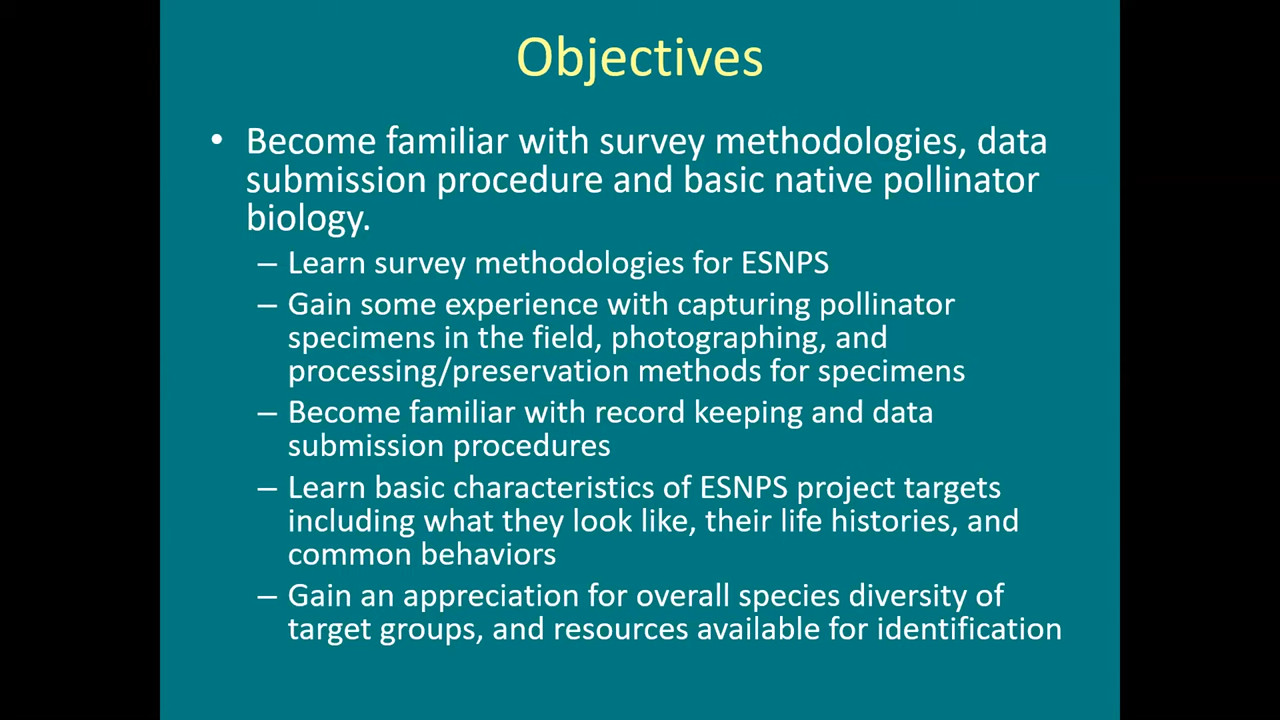 Objectives
• Become familiar with survey methodologies, data
submission procedure and basic native pollinator
biology.
– Learn survey methodologies for ESNPS
– Gain some experience with capturing pollinator
specimens in the field, photographing, and
processing/preservation methods for specimens
– Become familiar with record keeping and data
submission procedures
– Learn basic characteristics of ESNPS project targets
including what they look like, their life histories, and
common behaviors
– Gain an appreciation for overall species diversity of
target groups, and resources available for identification